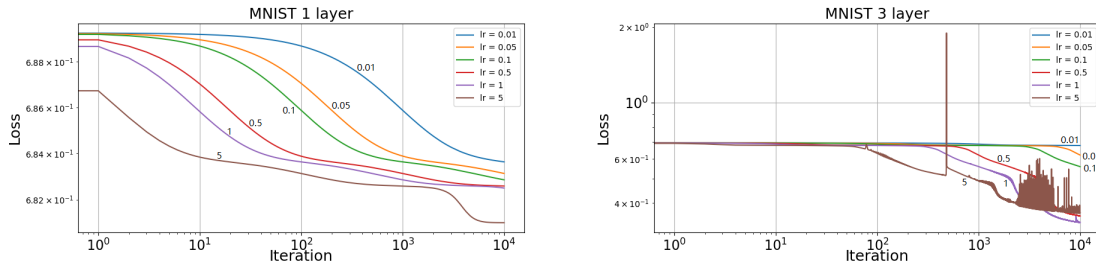 MNIST 1 layer
Loss
6.88 × 10⁻¹
6.86 × 10⁻¹
6.84 × 10⁻¹
6.82 × 10⁻¹
lr = 0.01
lr = 0.05
lr = 0.1
lr = 0.5
lr = 1
lr = 5
0.01
0.05
0.1
0.5
1
5
10⁰
10¹
10²
10³
10⁴
Iteration
MNIST 3 layer
Loss
2 × 10⁰
10⁰
6 × 10⁻¹
4 × 10⁻¹
lr = 0.01
lr = 0.05
lr = 0.1
lr = 0.5
lr = 1
lr = 5
0.01
0.0
0.1
0.5
1
5
10⁰
10¹
10²
10³
10⁴
Iteration